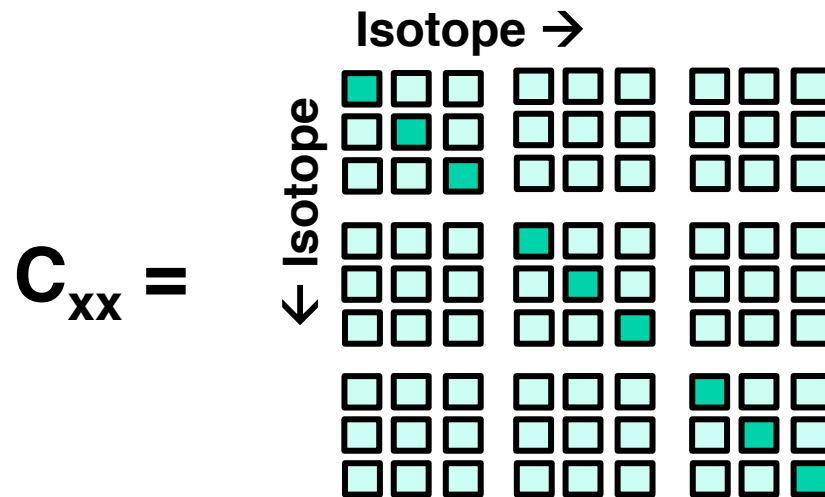 Isotope →
← Isotope
Cxx =